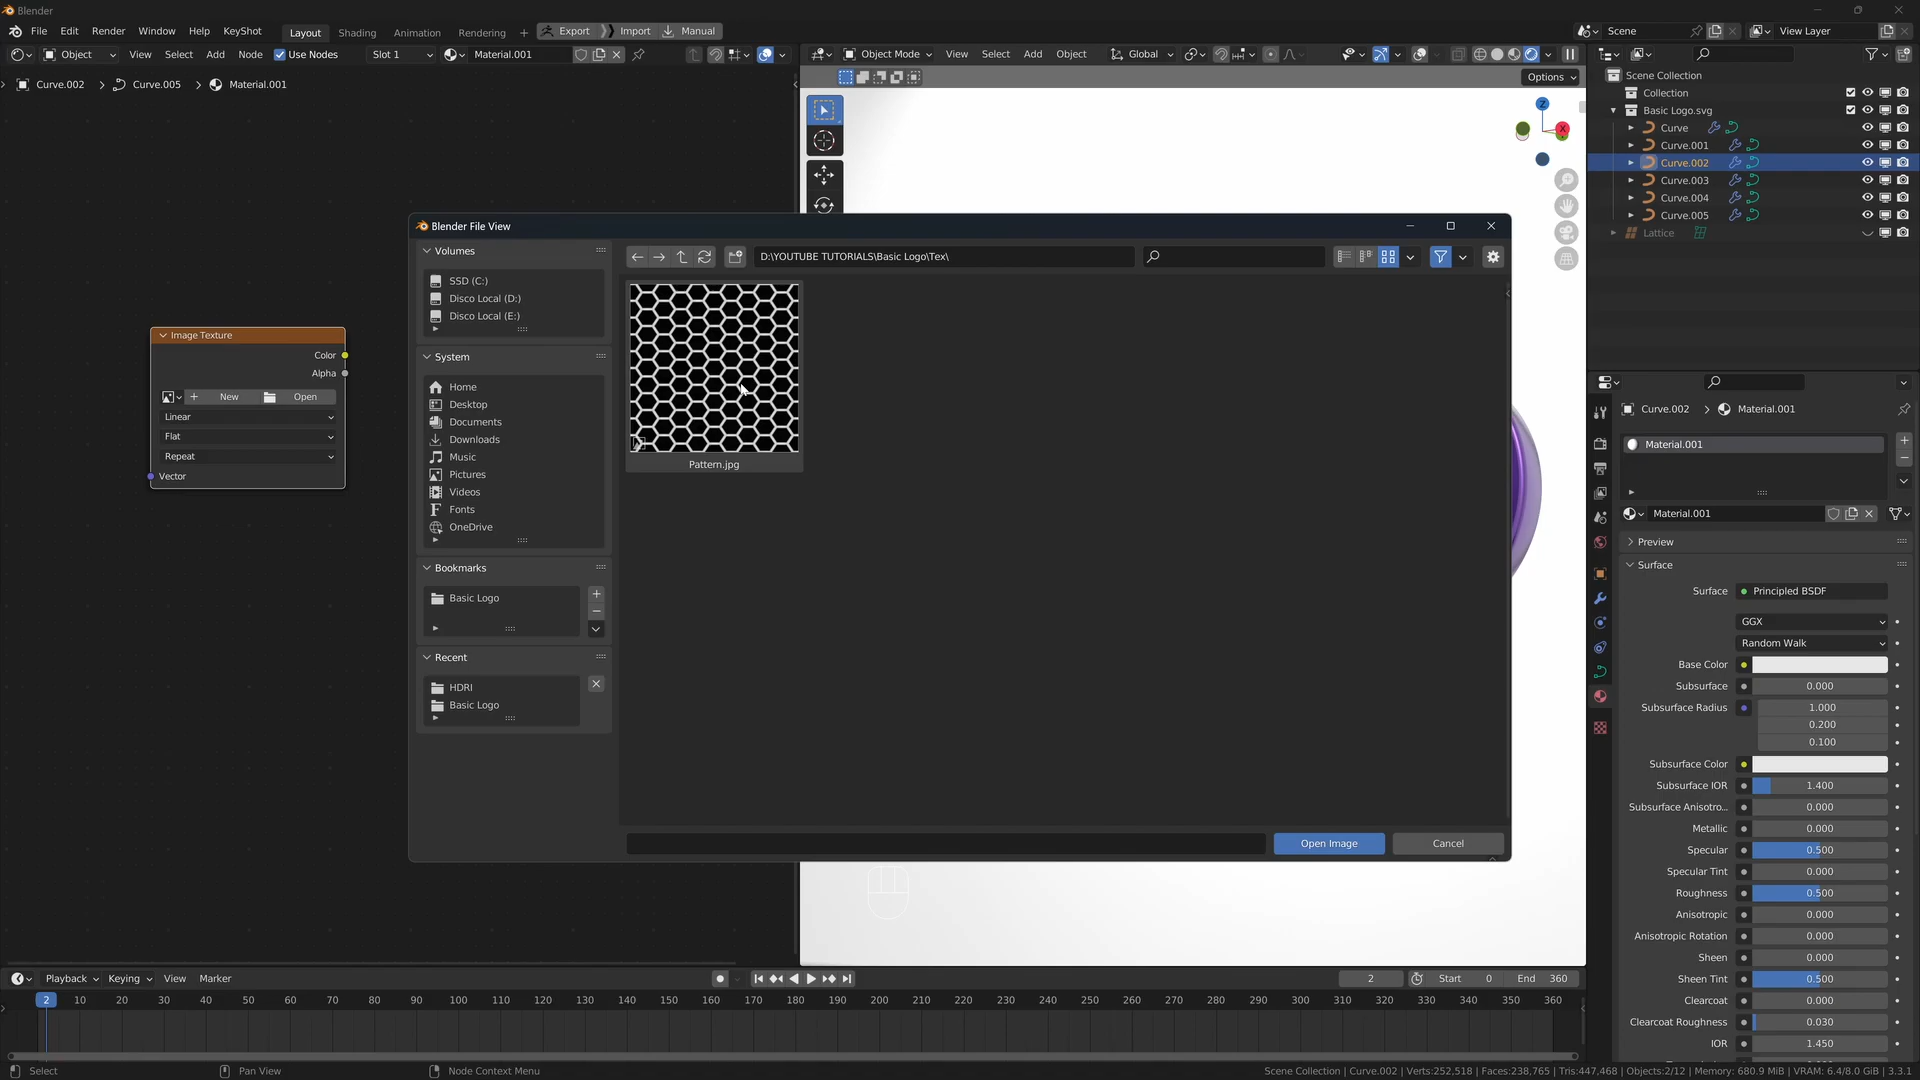 Blender
File Edit Render Window Help KeyShot Layout Shading Animation Rendering + Export Import Manual Scene View Layer
Object View Select Add Node Use Nodes Slot 1 Material.001 Object Mode View Select Add Object Global
Options
Curve.002 > Curve.005 > Material.001
Scene Collection
Collection
Basic Logo.svg
Curve
Curve.001
Curve.002
Curve.003
Curve.004
Curve.005
Lattice
Z
X
Image Texture
Color
Alpha
New Open
Linear
Flat
Repeat
Vector
Blender File View
Volumes
SSD (C:)
Disco Local (D:)
Disco Local (E:)
System
Home
Desktop
Documents
Downloads
Music
Pictures
Videos
Fonts
OneDrive
Bookmarks
Basic Logo
Recent
HDRI
Basic Logo
D:\YOUTUBE TUTORIALS\Basic Logo\Tex\
Pattern.jpg
Open Image Cancel
Curve.002 > Material.001
Material.001
Material.001
Preview
Surface
Surface Principled BSDF
GGX
Random Walk
Base Color
Subsurface 0.000
Subsurface Radius 1.000
0.200
0.100
Subsurface Color
Subsurface IOR 1.400
Subsurface Anisotro... 0.000
Metallic 0.000
Specular 0.500
Specular Tint 0.000
Roughness 0.500
Anisotropic 0.000
Anisotropic Rotation 0.000
Sheen 0.000
Sheen Tint 0.500
Clearcoat 0.000
Clearcoat Roughness 0.030
IOR 1.450
Playback Keying View Marker 2 Start 0 End 360
2 10 20 30 40 50 60 70 80 90 100 110 120 130 140 150 160 170 180 190 200 210 220 230 240 250 260 270 280 290 300 310 320 330 340 350 360
Select Pan View Node Context Menu Scene Collection | Curve.002 | Verts:252,518 | Faces:238,765 | Tris:447,468 | Objects:2/12 | Memory: 680.9 MiB | VRAM: 6.4/8.0 GiB | 3.3.1